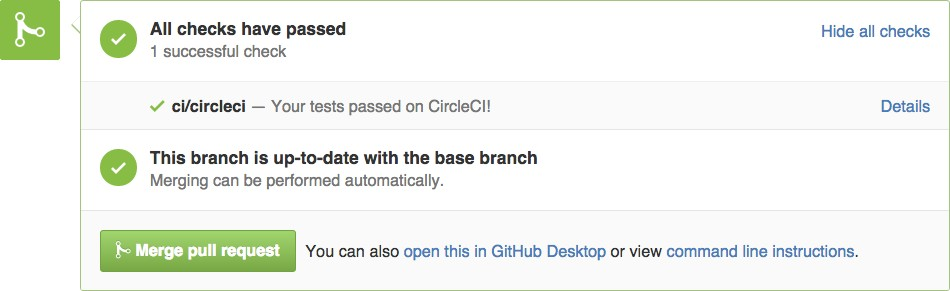 All checks have passed
Hide all checks
1 successful check
ci/circleci — Your tests passed on CircleCI!
Details
This branch is up-to-date with the base branch
Merging can be performed automatically.
Merge pull request
You can also open this in GitHub Desktop or view command line instructions.